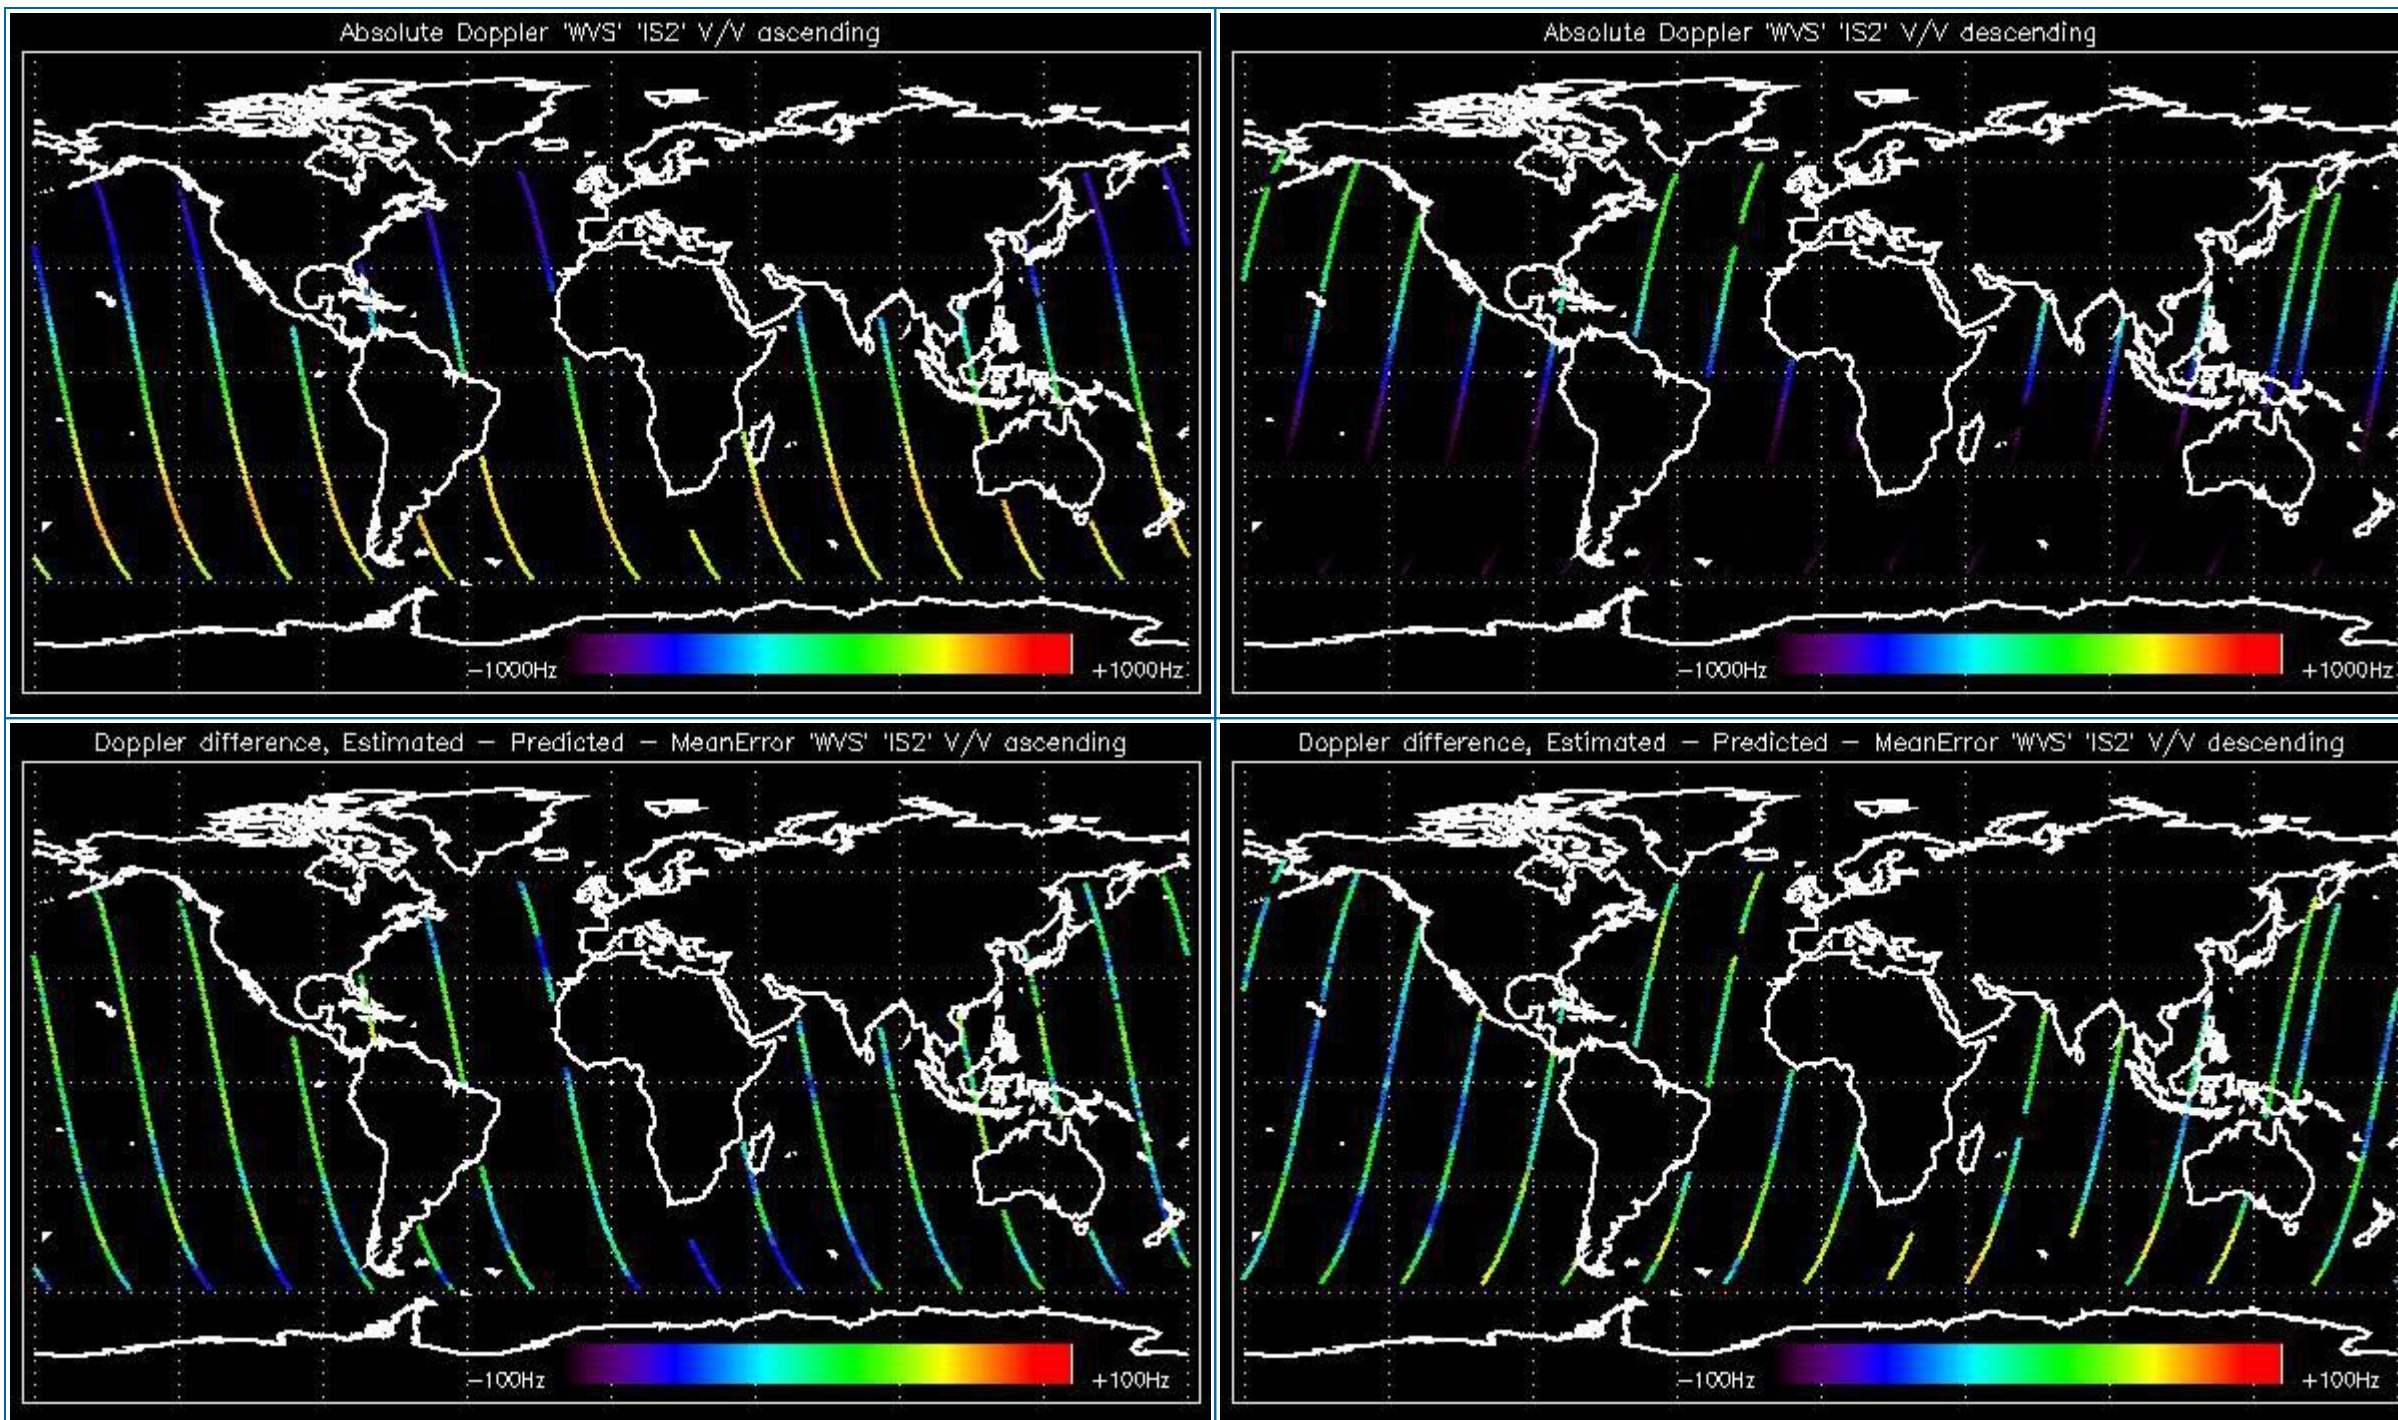 Absolute Doppler 'WVS' 'IS2' V/V ascending
-1000Hz +1000Hz
Absolute Doppler 'WVS' 'IS2' V/V descending
-1000Hz +1000Hz
Doppler difference, Estimated - Predicted - MeanError 'WVS' 'IS2' V/V ascending
-100Hz +100Hz
Doppler difference, Estimated - Predicted - MeanError 'WVS' 'IS2' V/V descending
-100Hz +100Hz